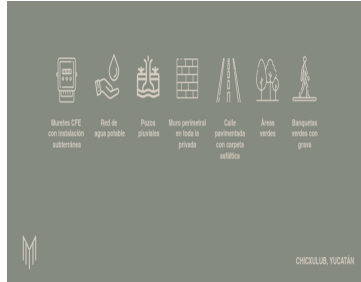 Muretes CFE
con instalación
subterránea
Red de
agua potable
Pozos
pluviales
Muro perimetral
en toda la
privada
Calle
pavimentada
con carpeta
asfáltica
Áreas
verdes
Banquetas
verdes con
grava
CHICXULUB, YUCATÁN